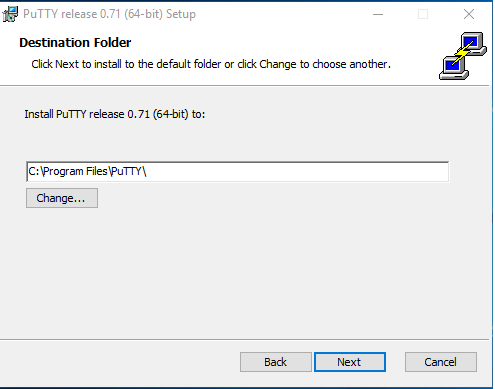 PuTTY release 0.71 (64-bit) Setup
Destination Folder
Click Next to install to the default folder or click Change to choose another.
Install PuTTY release 0.71 (64-bit) to:
C:\Program Files\PuTTY\
Change...
Back
Next
Cancel